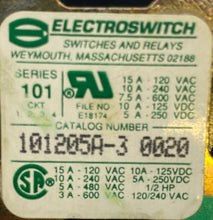 ELECTROSWITCH
SWITCHES AND RELAYS
WEYMOUTH, MASSACHUSETTS 02188
SERIES
101
CKT
1, 2, 3, 4
FILE NO
E18174
15 A - 120 VAC
10 A - 240 VAC
7.5 A - 600 VAC
10 A - 125 VDC
5 A - 250 VDC
CATALOG NUMBER
101205A-3 0020
15 A - 120 VAC 10A - 125VDC
10 A - 240 VAC 5A - 250VDC
5 A - 480 VAC 1/2 HP
3 A - 600 VAC 120/240 VAC